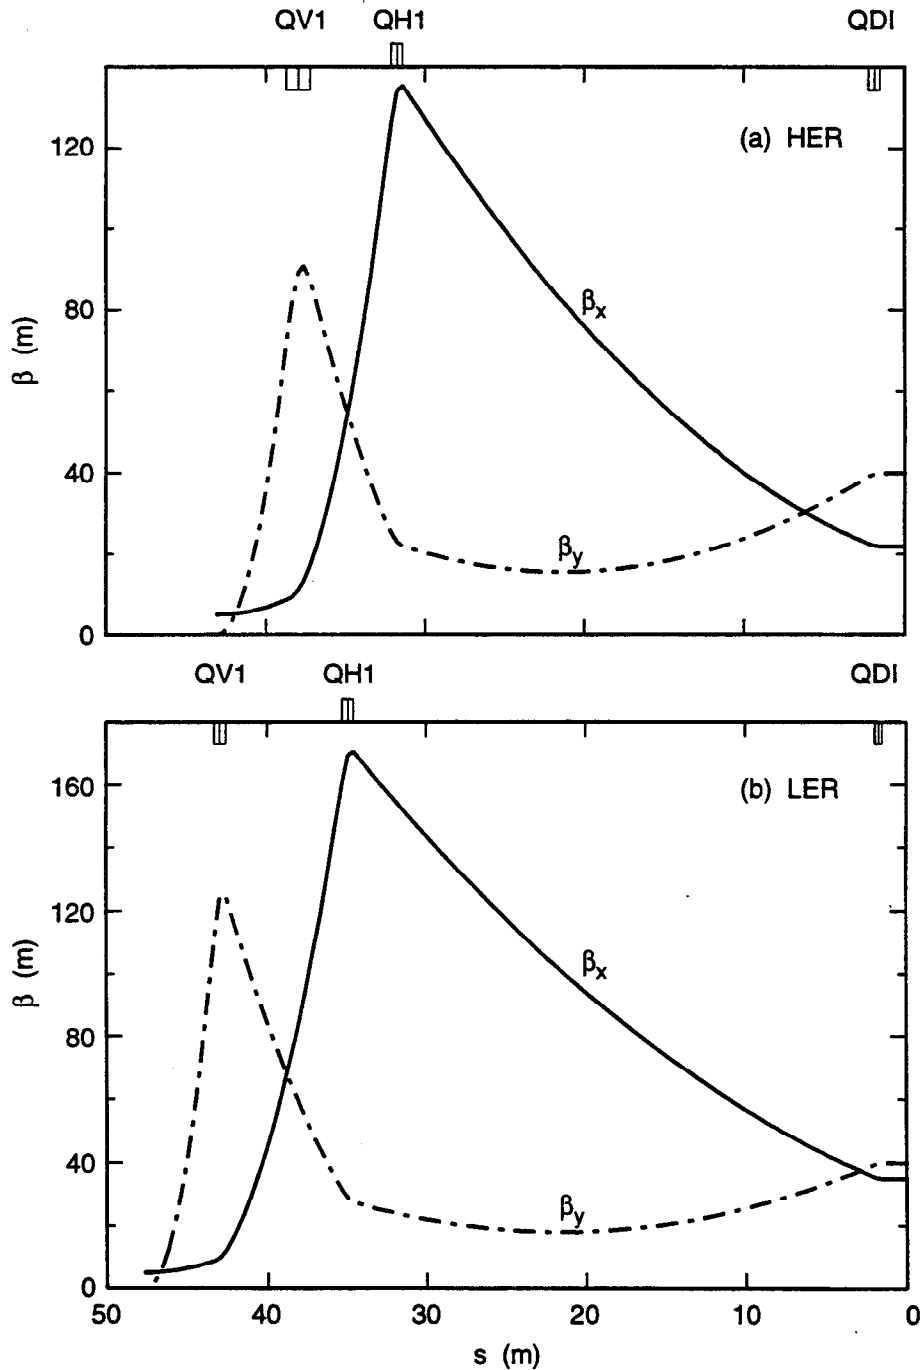 QV1 QH1 QDI
(a) HER
120
80
40
0
β (m)
βx
βy
QV1 QH1 QDI
(b) LER
160
120
80
40
0
β (m)
βx
βy
50 40 30 20 10 0
s (m)